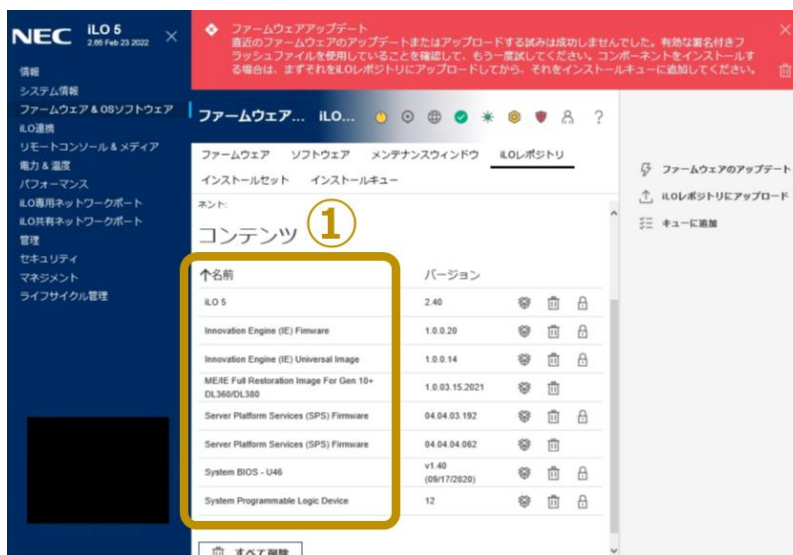 NEC iLO 5
2.65 Feb 23 2022
ファームウェアアップデート
直近のファームウェアのアップデートまたはアップロードする試みは成功しませんでした。有効な署名付きフ
ラッシュファイルを使用していることを確認して、もう一度試してください。コンポーネントをインストールす
る場合は、まずそれをiLOレポジトリにアップロードしてから、それをインストールキューに追加してください。
情報
システム情報
ファームウェア & OSソフトウェア
iLO連携
リモートコンソール & メディア
電力 & 温度
パフォーマンス
iLO専用ネットワークポート
iLO共有ネットワークポート
管理
セキュリティ
マネジメント
ライフサイクル管理
ファームウェア... iLO...
ファームウェア ソフトウェア メンテナンスウィンドウ iLOレポジトリ
インストールセット インストールキュー
ネント:
コンテンツ ①
↑名前 バージョン
iLO 5 2.40
Innovation Engine (IE) Firmware 1.0.0.20
Innovation Engine (IE) Universal Image 1.0.0.14
ME/IE Full Restoration Image For Gen 10+
DL360/DL380 1.0.03.15.2021
Server Platform Services (SPS) Firmware 04.04.03.192
Server Platform Services (SPS) Firmware 04.04.04.062
System BIOS - U46 v1.40
(09/17/2020)
System Programmable Logic Device 12
すべて削除
ファームウェアのアップデート
iLOレポジトリにアップロード
キューに追加